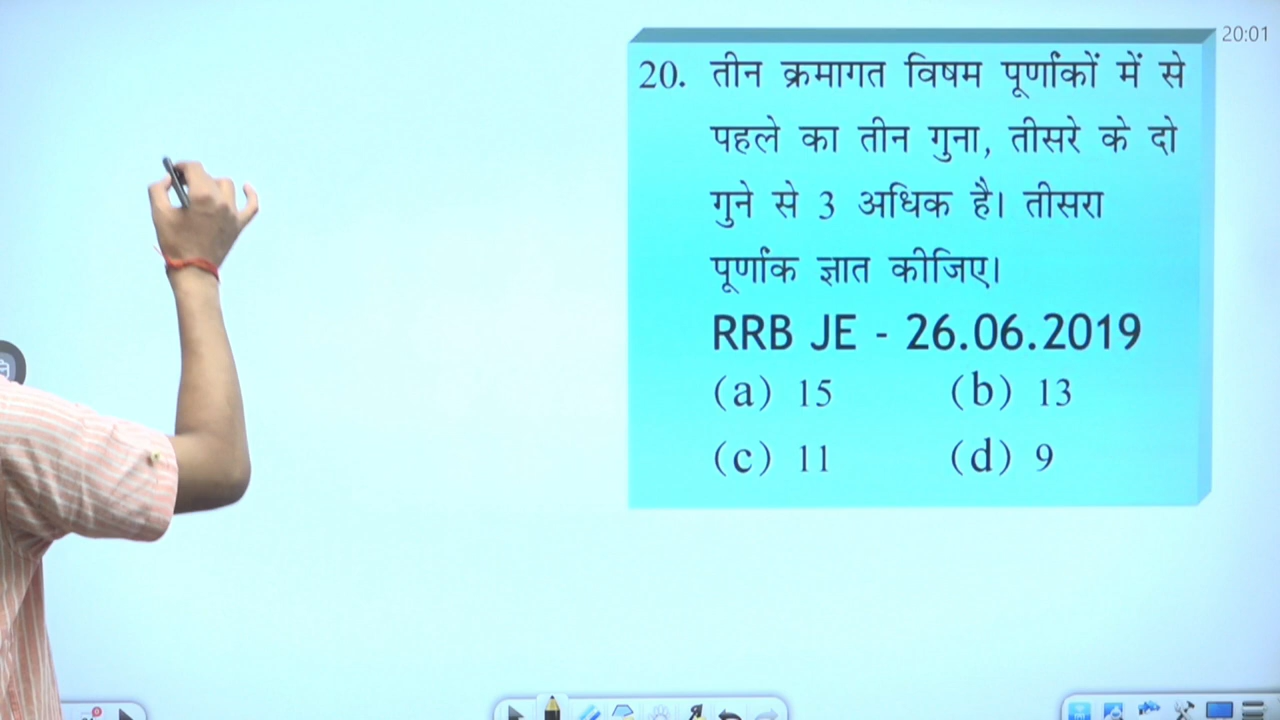 20:01
20. तीन क्रमागत विषम पूर्णांकों में से
पहले का तीन गुना, तीसरे के दो
गुने से 3 अधिक है। तीसरा
पूर्णांक ज्ञात कीजिए।
RRB JE - 26.06.2019
(a) 15 (b) 13
(c) 11 (d) 9